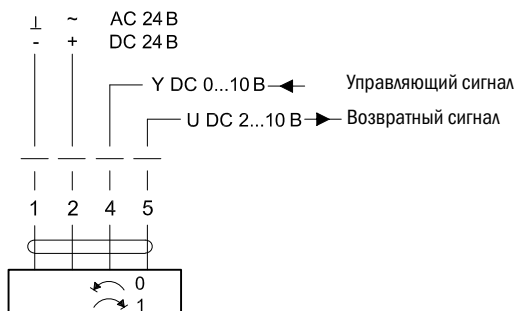 ⊥ ~ AC 24 В
- + DC 24 В
Y DC 0...10 В Управляющий сигнал
U DC 2...10 В Возвратный сигнал
1 2 4 5
0
1